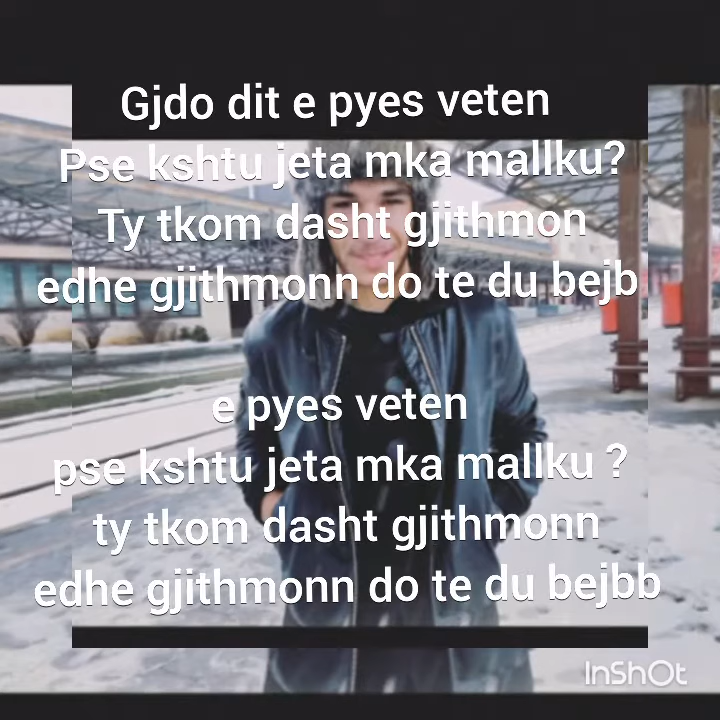 Gjdo dit e pyes veten
Pse kshtu jeta mka mallku?
Ty tkom dasht gjithmon
edhe gjithmonn do te du bejb
e pyes veten
pse kshtu jeta mka mallku ?
ty tkom dasht gjithmonn
edhe gjithmonn do te du bejbb
InShOt